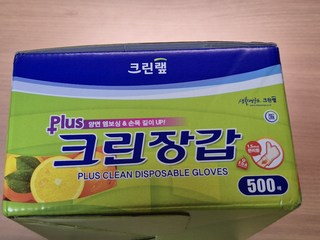 크린랲
Plus
양면 엠보싱 & 손목 길이 UP!
크린장갑
PLUS CLEAN DISPOSABLE GLOVES
500매